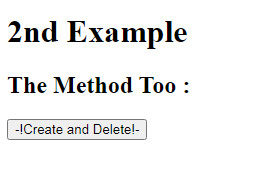 2nd Example
The Method Too :
-!Create and Delete!-